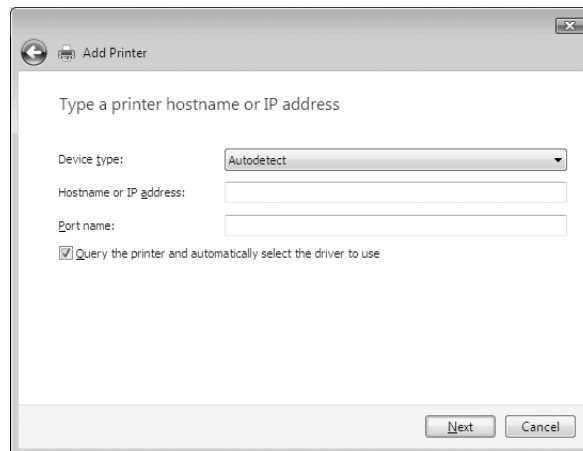 Add Printer
Type a printer hostname or IP address
Device type: Autodetect
Hostname or IP address:
Port name:
Query the printer and automatically select the driver to use
Next Cancel